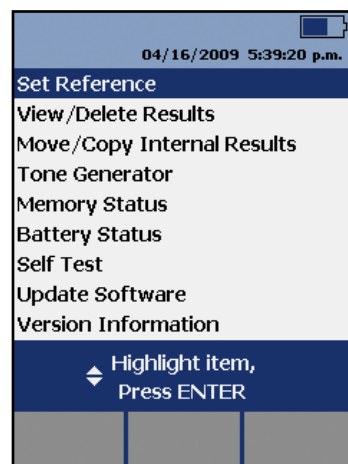 04/16/2009 5:39:20 p.m.
Set Reference
View/Delete Results
Move/Copy Internal Results
Tone Generator
Memory Status
Battery Status
Self Test
Update Software
Version Information
Highlight item,
Press ENTER